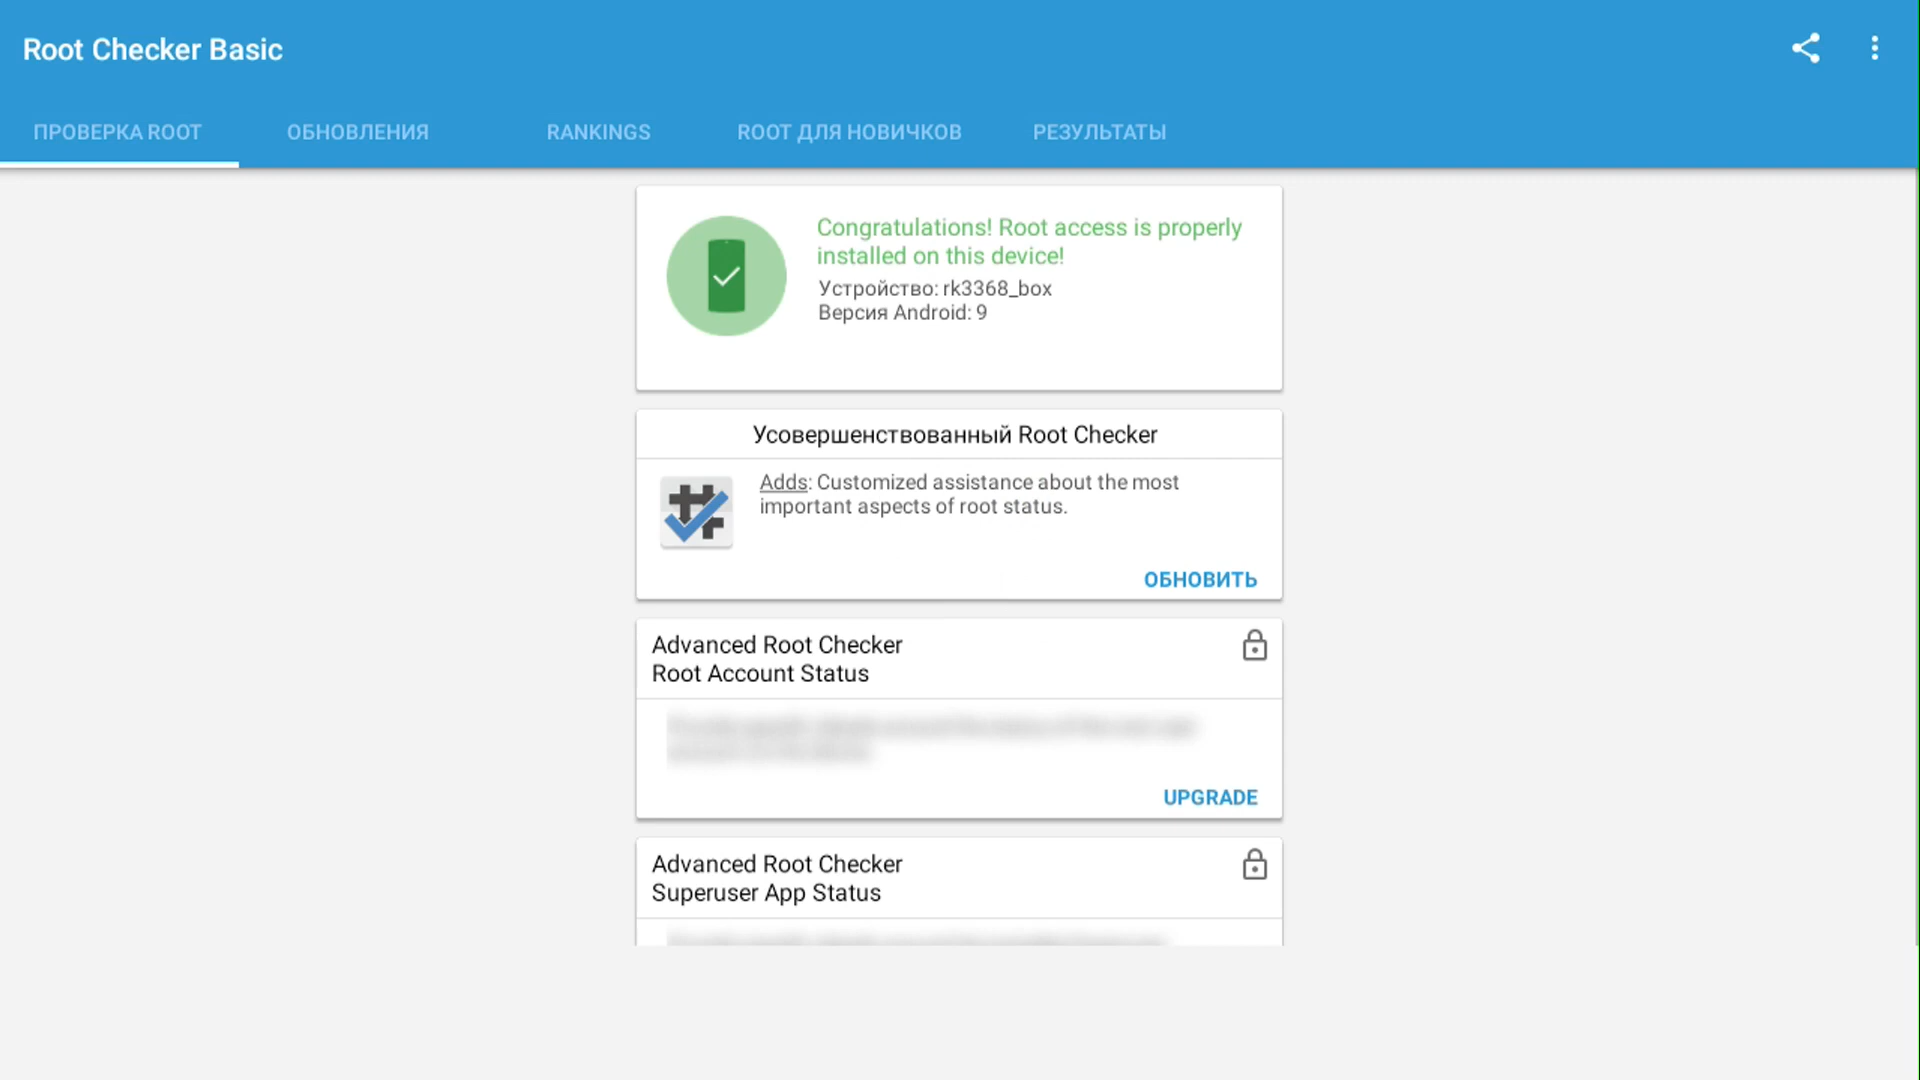 Root Checker Basic
ПРОВЕРКА ROOT
ОБНОВЛЕНИЯ
RANKINGS
ROOT ДЛЯ НОВИЧКОВ
РЕЗУЛЬТАТЫ
Congratulations! Root access is properly
installed on this device!
Устройство: rk3368_box
Версия Android: 9
Усовершенствованный Root Checker
Adds: Customized assistance about the most
important aspects of root status.
ОБНОВИТЬ
Advanced Root Checker
Root Account Status
UPGRADE
Advanced Root Checker
Superuser App Status